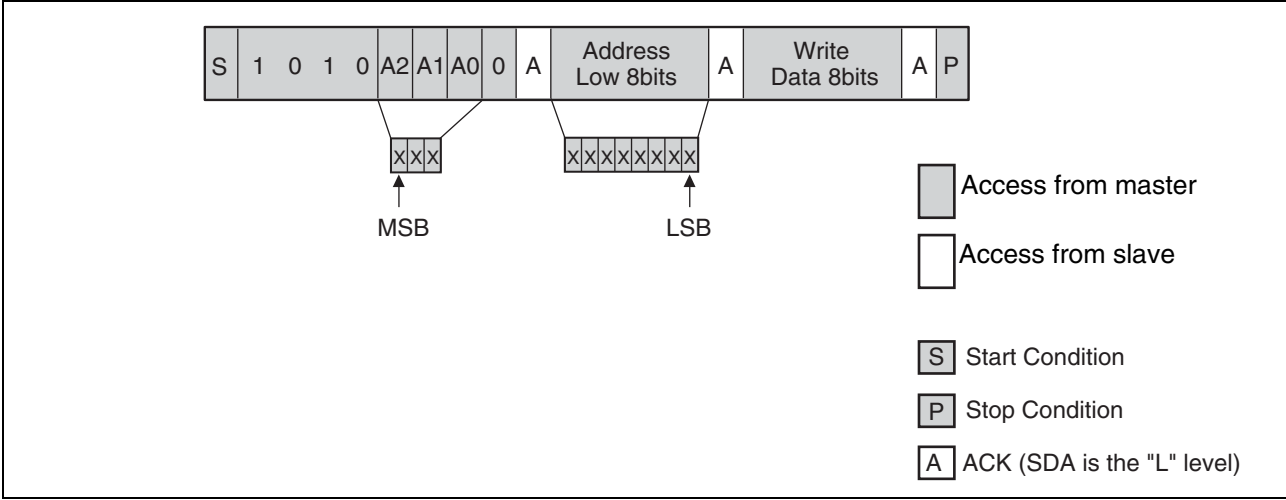 S 1 0 1 0 A2 A1 A0 0 A Address Low 8bits A Write Data 8bits A P
xxx xxxxxxxx
MSB LSB
Access from master
Access from slave
S Start Condition
P Stop Condition
A ACK (SDA is the "L" level)